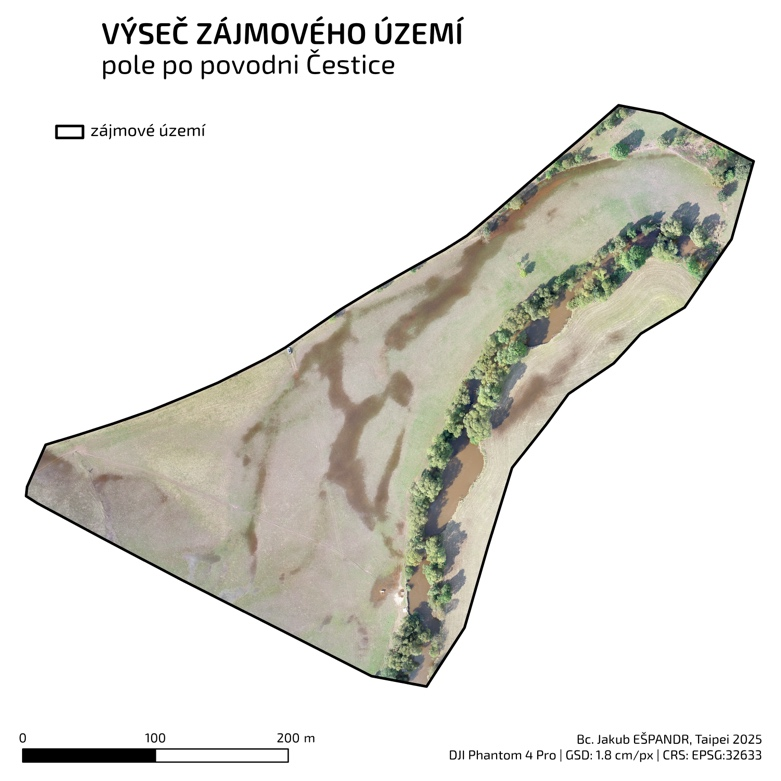 VÝSEČ ZÁJMOVÉHO ÚZEMÍ
pole po povodni Čestice
zájmové území
0 100 200 m
Bc. Jakub EŠPANDR, Taipei 2025
DJI Phantom 4 Pro | GSD: 1.8 cm/px | CRS: EPSG:32633